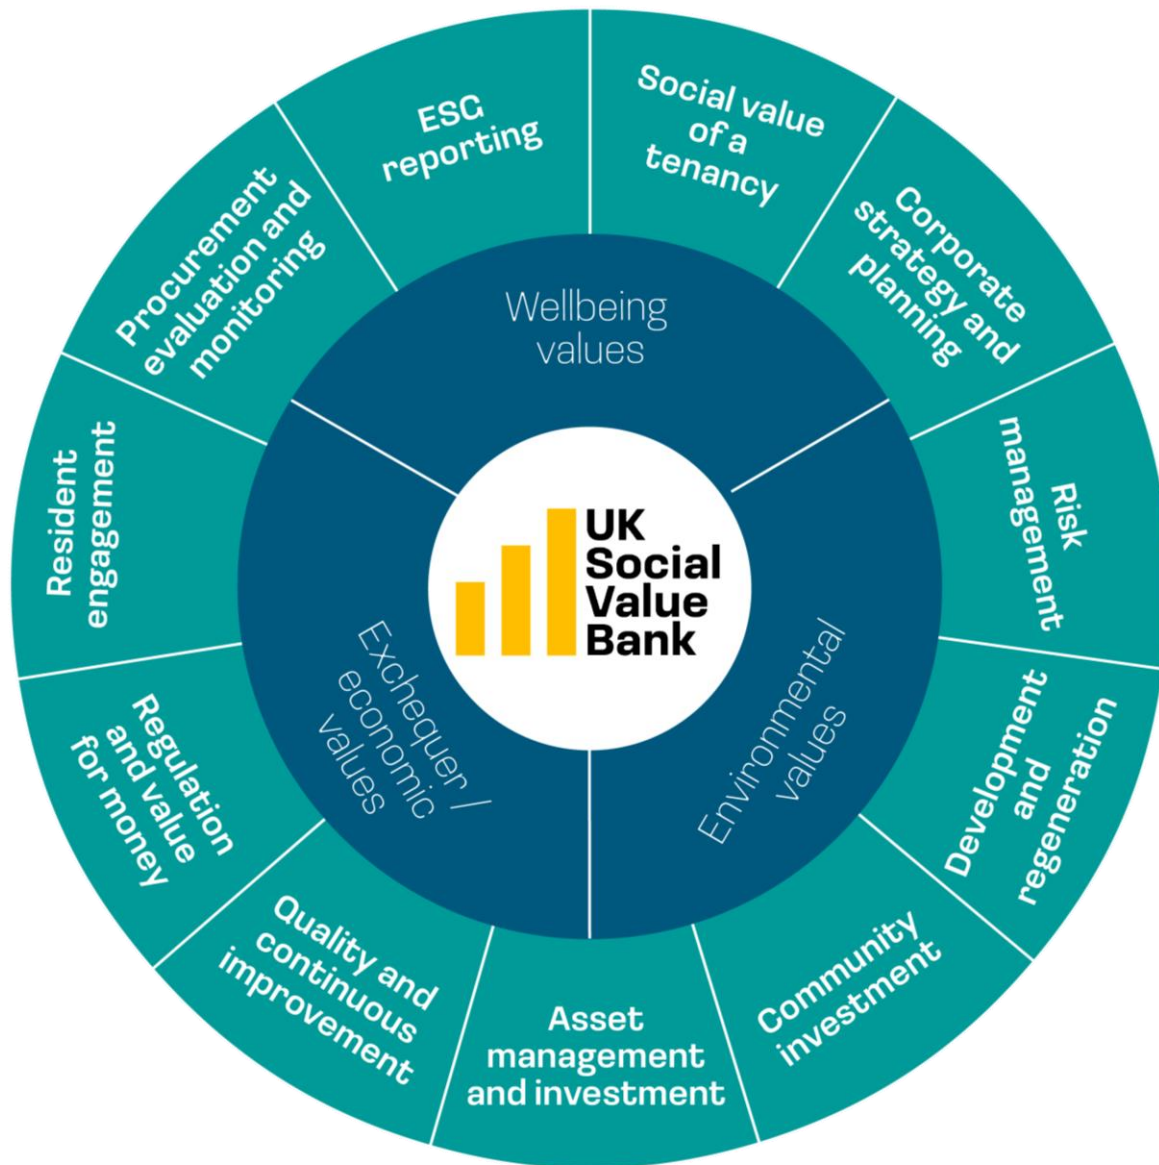 ESG
reporting
Social value
of a
tenancy
Corporate
strategy and
planning
Risk
management
Development
and
regeneration
Community
investment
Asset
management
and investment
Quality and
continuous
improvement
Regulation
and value
for money
Resident
engagement
Procurement
evaluation and
monitoring
Wellbeing
values
Environmental
values
Exchequer /
economic
values
UK
Social
Value
Bank